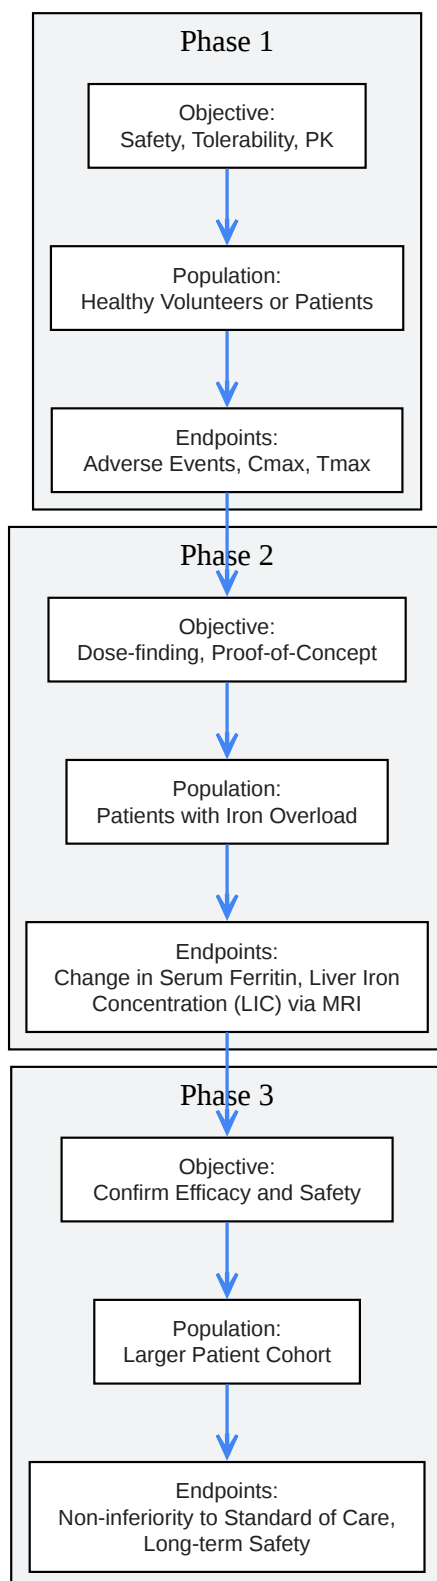 Phase 1
Objective:
Safety, Tolerability, PK
Population:
Healthy Volunteers or Patients
Endpoints:
Adverse Events, Cmax, Tmax
Phase 2
Objective:
Dose-finding, Proof-of-Concept
Population:
Patients with Iron Overload
Endpoints:
Change in Serum Ferritin, Liver Iron
Concentration (LIC) via MRI
Phase 3
Objective:
Confirm Efficacy and Safety
Population:
Larger Patient Cohort
Endpoints:
Non-inferiority to Standard of Care,
Long-term Safety